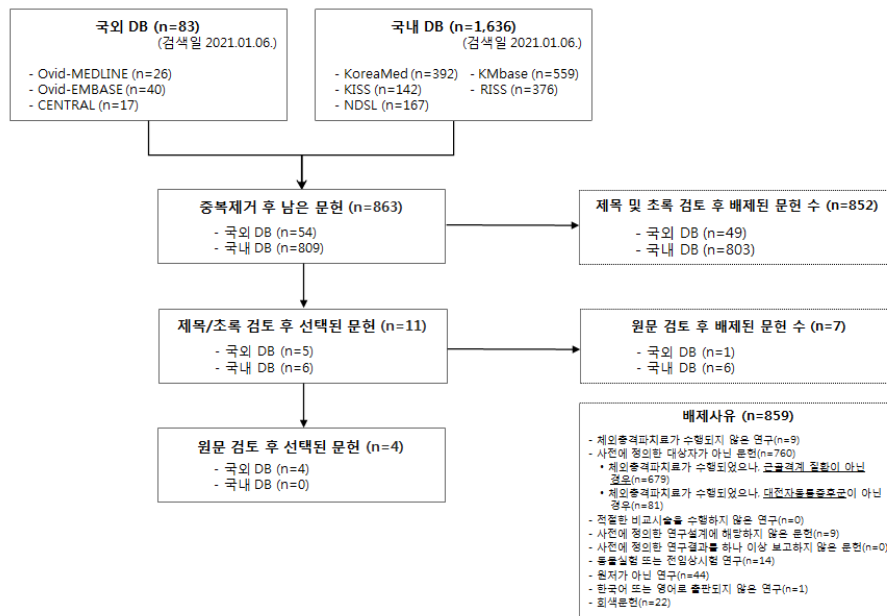 국외 DB (n=83)
(검색일 2021.01.06.)
- Ovid-MEDLINE (n=26)
- Ovid-EMBASE (n=40)
- CENTRAL (n=17)
국내 DB (n=1,636)
(검색일 2021.01.06.)
- KoreaMed (n=392) - KMbase (n=559)
- KISS (n=142) - RISS (n=376)
- NDSL (n=167)
중복제거 후 남은 문헌 (n=863)
- 국외 DB (n=54)
- 국내 DB (n=809)
제목 및 초록 검토 후 배제된 문헌 수 (n=852)
- 국외 DB (n=49)
- 국내 DB (n=803)
제목/초록 검토 후 선택된 문헌 (n=11)
- 국외 DB (n=5)
- 국내 DB (n=6)
원문 검토 후 배제된 문헌 수 (n=7)
- 국외 DB (n=1)
- 국내 DB (n=6)
원문 검토 후 선택된 문헌 (n=4)
- 국외 DB (n=4)
- 국내 DB (n=0)
배제사유 (n=859)
- 체외충격파치료가 수행되지 않은 연구(n=9)
- 사전에 정의한 대상자가 아닌 문헌(n=760)
• 체외충격파치료가 수행되었으나, 근골격계 질환이 아닌
경우(n=679)
• 체외충격파치료가 수행되었으나, 대전자동통증후군이 아닌
경우(n=81)
- 적절한 비교시술을 수행하지 않은 연구(n=0)
- 사전에 정의한 연구설계에 해당하지 않은 문헌(n=9)
- 사전에 정의한 연구결과를 하나 이상 보고하지 않은 문헌(n=0)
- 동물실험 또는 전임상시험 연구(n=14)
- 원저가 아닌 연구(n=44)
- 한국어 또는 영어로 출판되지 않은 연구(n=1)
- 회색문헌(n=22)